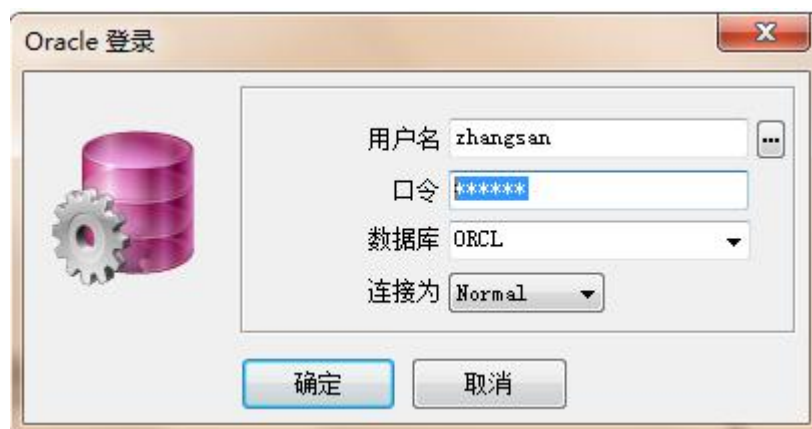 Oracle 登录
用户名 zhangsan
口令 ******
数据库 ORCL
连接为 Normal
确定 取消